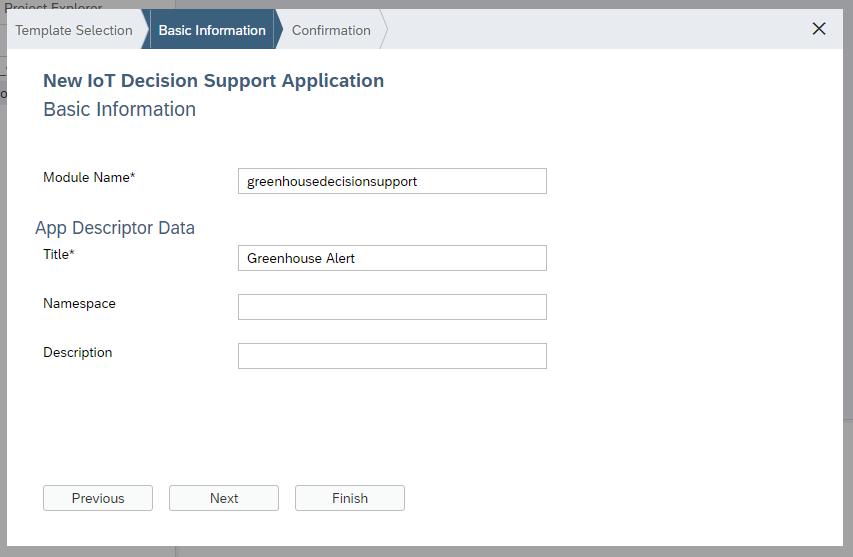 Project Explorer
Template Selection
Basic Information
Confirmation
New IoT Decision Support Application
Basic Information
Module Name*
greenhousedecisionsupport
App Descriptor Data
Title*
Greenhouse Alert
Namespace
Description
Previous
Next
Finish